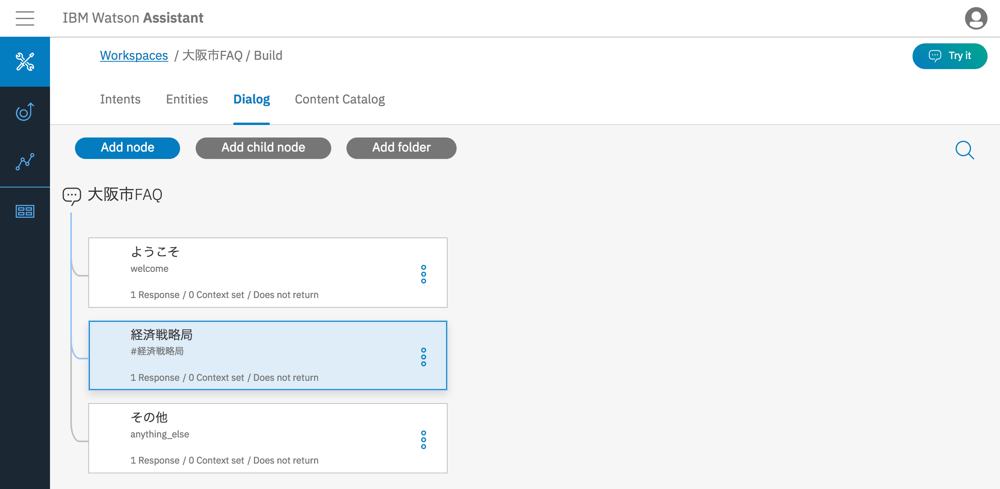 IBM Watson Assistant
Workspaces / 大阪市FAQ / Build
Try it
Intents Entities Dialog Content Catalog
Add node Add child node Add folder
大阪市FAQ
ようこそ
welcome
1 Response / 0 Context set / Does not return
経済戦略局
#経済戦略局
1 Response / 0 Context set / Does not return
その他
anything_else
1 Response / 0 Context set / Does not return